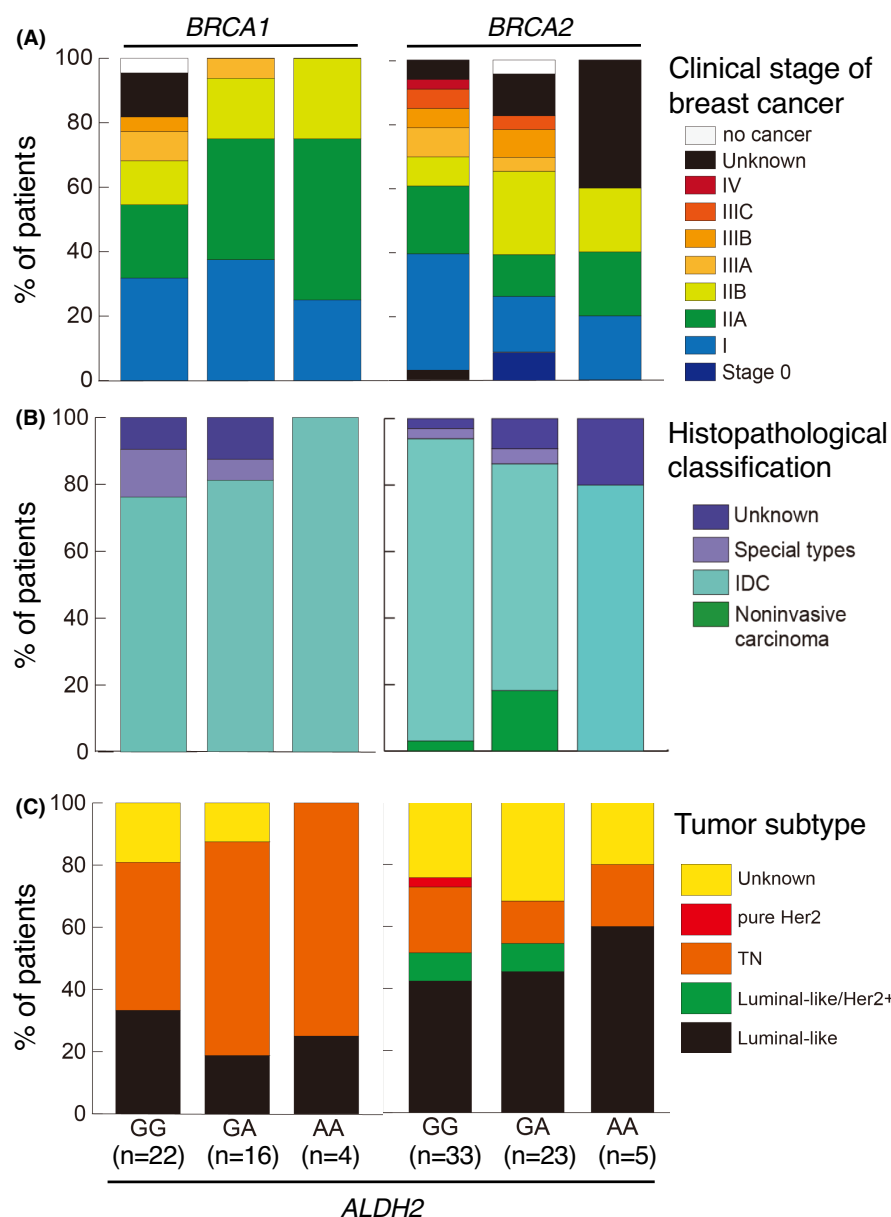 (A)
BRCA1
BRCA2
100
80
60
40
20
0
% of patients
Clinical stage of
breast cancer
no cancer
Unknown
IV
IIIC
IIIB
IIIA
IIB
IIA
I
Stage 0
(B)
100
80
60
40
20
0
% of patients
Histopathological
classification
Unknown
Special types
IDC
Noninvasive
carcinoma
(C)
100
80
60
40
20
0
% of patients
Tumor subtype
Unknown
pure Her2
TN
Luminal-like/Her2+
Luminal-like
GG GA AA GG GA AA
(n=22) (n=16) (n=4) (n=33) (n=23) (n=5)
ALDH2